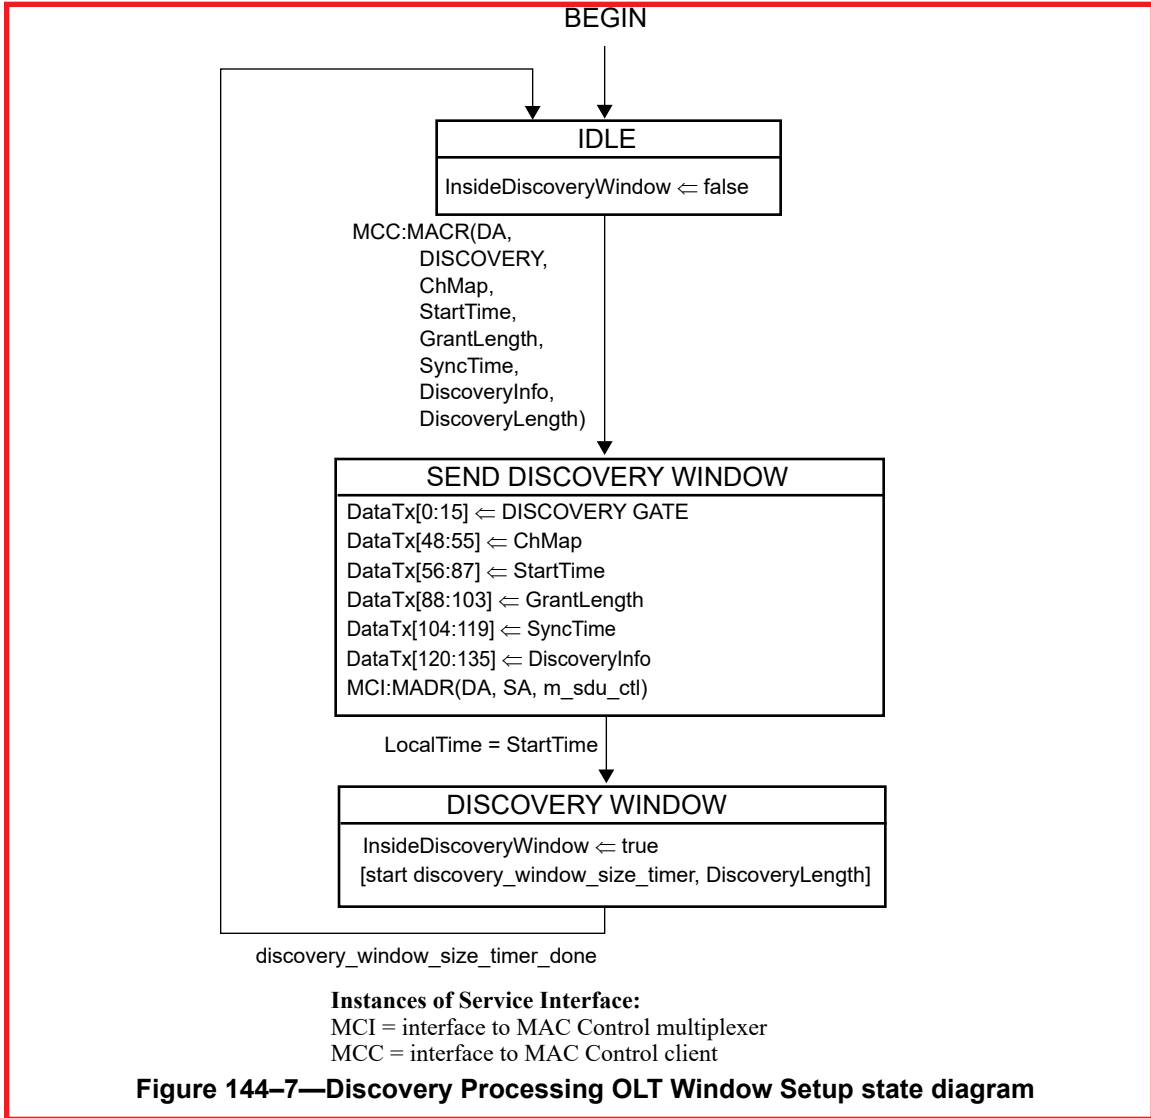 BEGIN
IDLE
InsideDiscoveryWindow ⇐ false
MCC:MACR(DA,
DISCOVERY,
ChMap,
StartTime,
GrantLength,
SyncTime,
DiscoveryInfo,
DiscoveryLength)
SEND DISCOVERY WINDOW
DataTx[0:15] ⇐ DISCOVERY GATE
DataTx[48:55] ⇐ ChMap
DataTx[56:87] ⇐ StartTime
DataTx[88:103] ⇐ GrantLength
DataTx[104:119] ⇐ SyncTime
DataTx[120:135] ⇐ DiscoveryInfo
MCI:MADR(DA, SA, m_sdu_ctl)
LocalTime = StartTime
DISCOVERY WINDOW
InsideDiscoveryWindow ⇐ true
[start discovery_window_size_timer, DiscoveryLength]
discovery_window_size_timer_done
Instances of Service Interface:
MCI = interface to MAC Control multiplexer
MCC = interface to MAC Control client
Figure 144–7—Discovery Processing OLT Window Setup state diagram